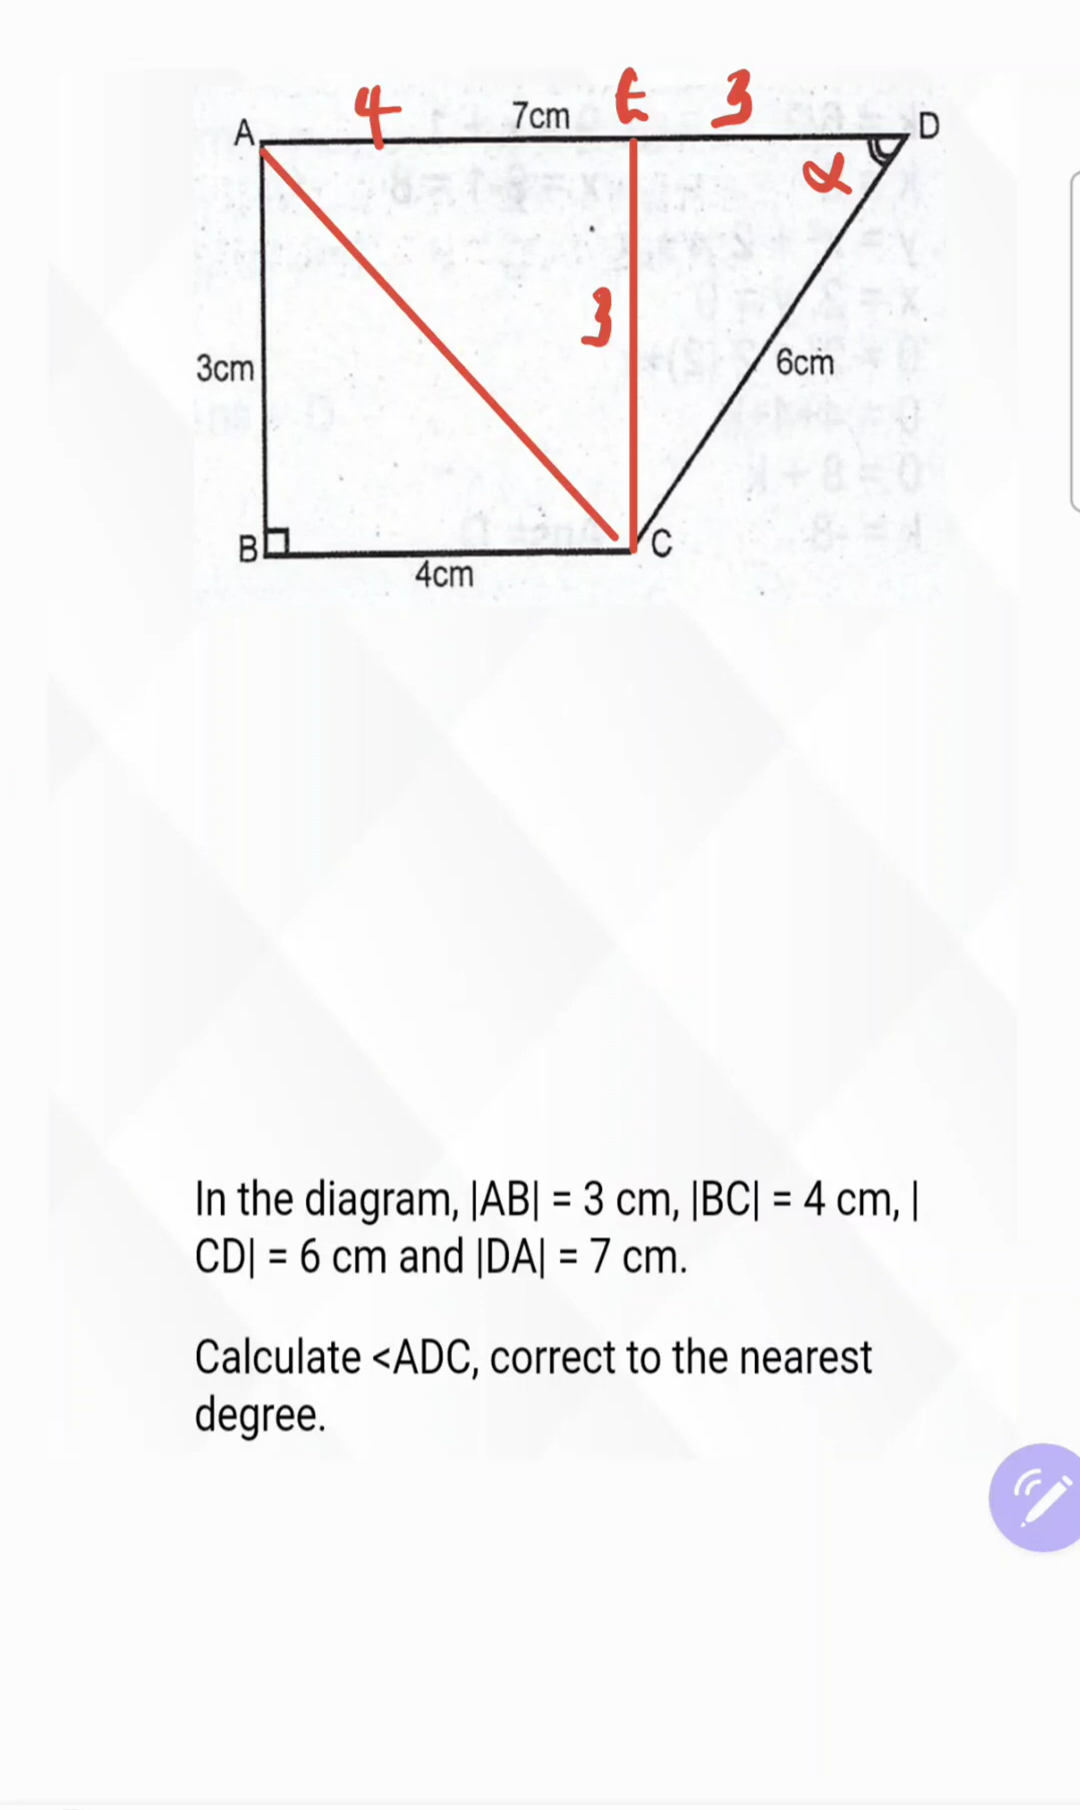 4 7cm t 3
A D
α
3
3cm 6cm
B C
4cm
In the diagram, |AB| = 3 cm, |BC| = 4 cm, |
CD| = 6 cm and |DA| = 7 cm.
Calculate <ADC, correct to the nearest
degree.